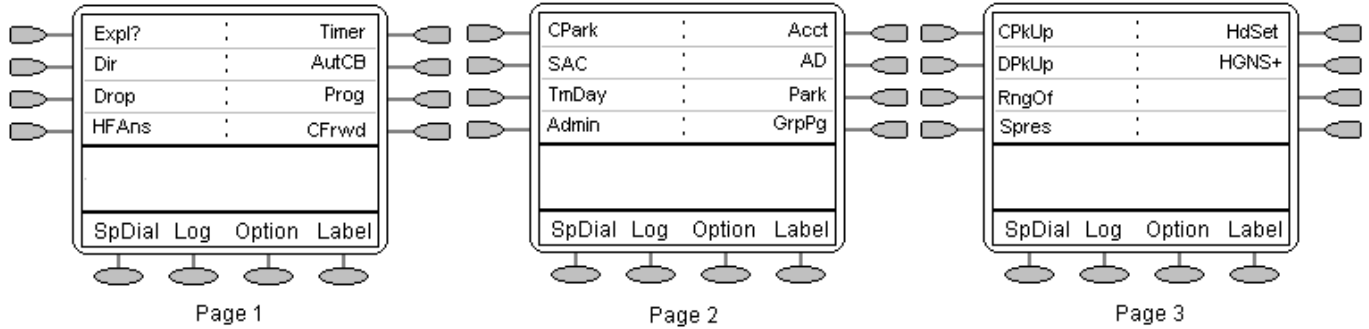 Expl? : Timer
Dir : AutCB
Drop : Prog
HFAns : CFrwd
SpDial Log Option Label
Page 1
CPark : Acct
SAC : AD
TmDay : Park
Admin : GrpPg
SpDial Log Option Label
Page 2
CPkUp : HdSet
DPkUp : HGNS+
RngOf :
Spres :
SpDial Log Option Label
Page 3